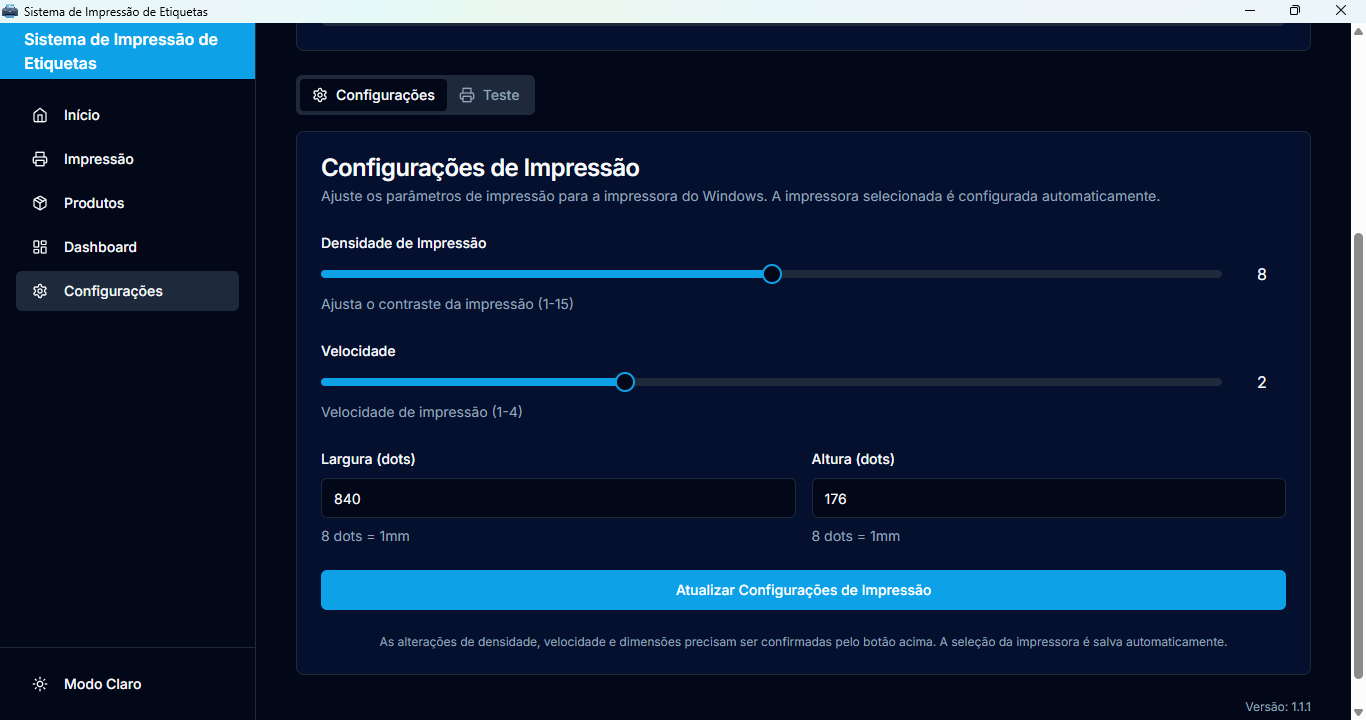 Sistema de Impressão de Etiquetas
Sistema de Impressão de
Etiquetas
Início
Impressão
Produtos
Dashboard
Configurações
Modo Claro
Configurações
Teste
Configurações de Impressão
Ajuste os parâmetros de impressão para a impressora do Windows. A impressora selecionada é configurada automaticamente.
Densidade de Impressão
8
Ajusta o contraste da impressão (1-15)
Velocidade
2
Velocidade de impressão (1-4)
Largura (dots)
840
8 dots = 1mm
Altura (dots)
176
8 dots = 1mm
Atualizar Configurações de Impressão
As alterações de densidade, velocidade e dimensões precisam ser confirmadas pelo botão acima. A seleção da impressora é salva automaticamente.
Versão: 1.1.1